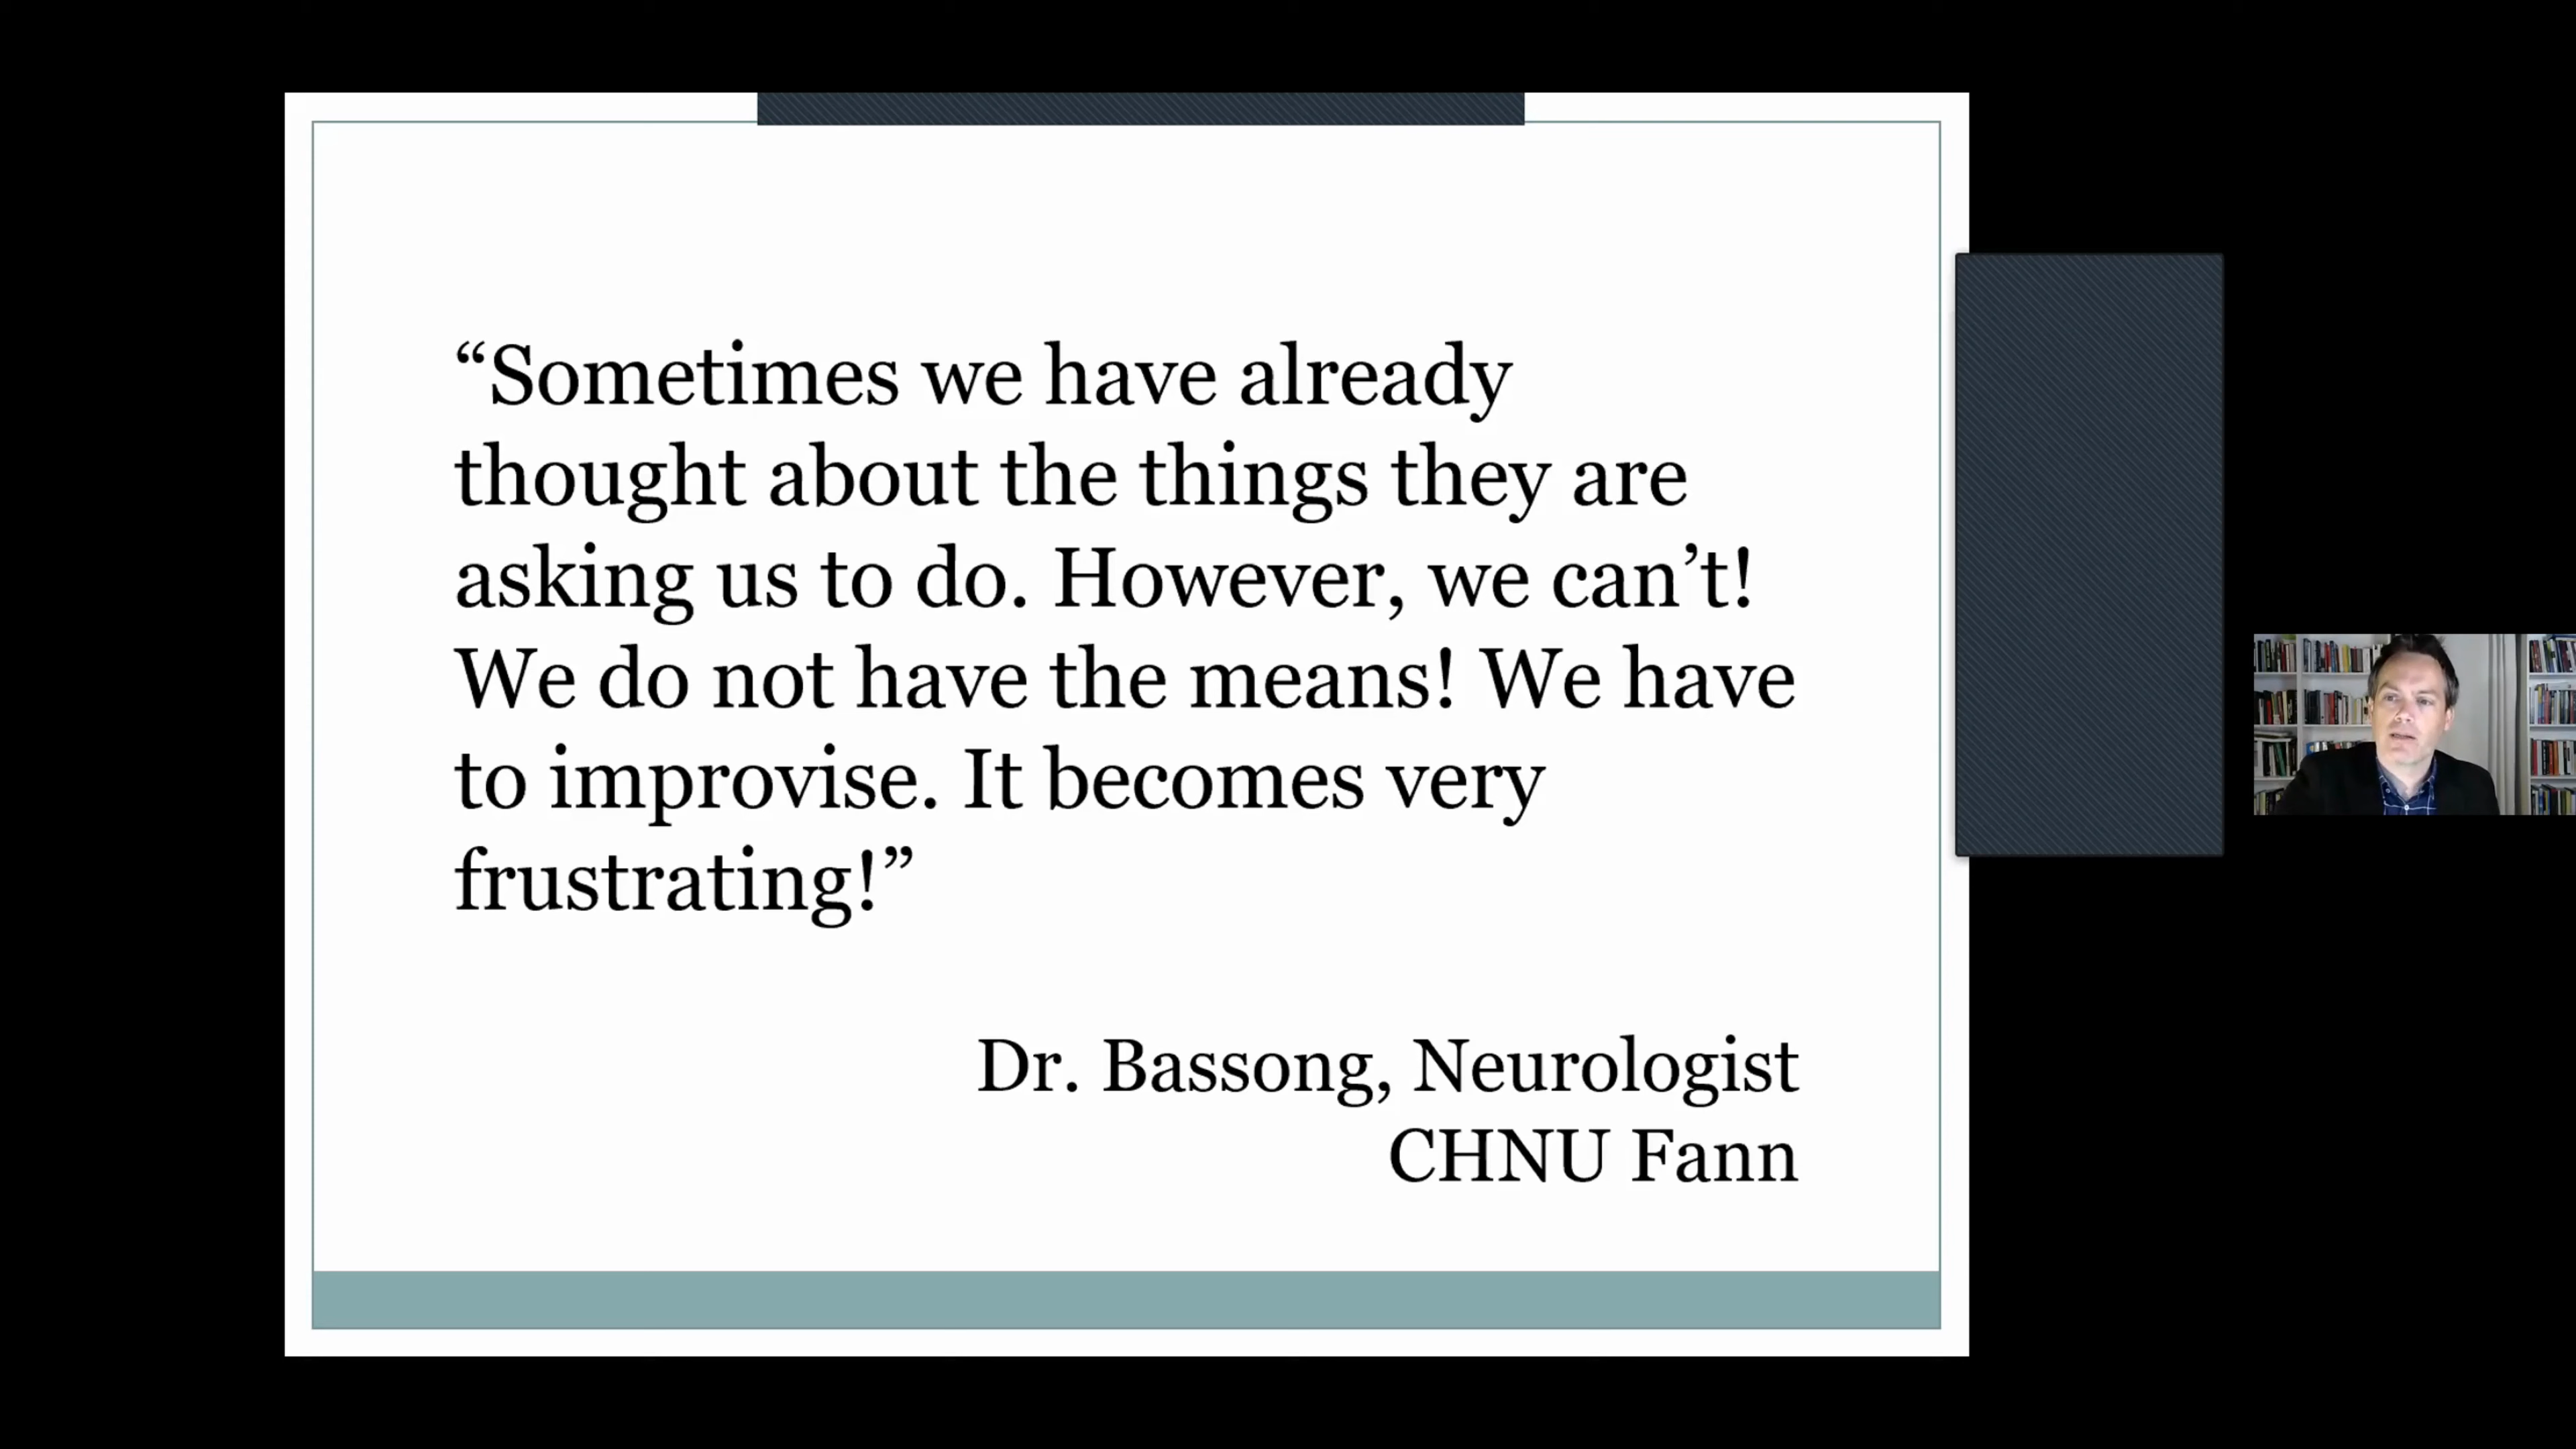 “Sometimes we have already
thought about the things they are
asking us to do. However, we can’t!
We do not have the means! We have
to improvise. It becomes very
frustrating!”
Dr. Bassong, Neurologist
CHNU Fann